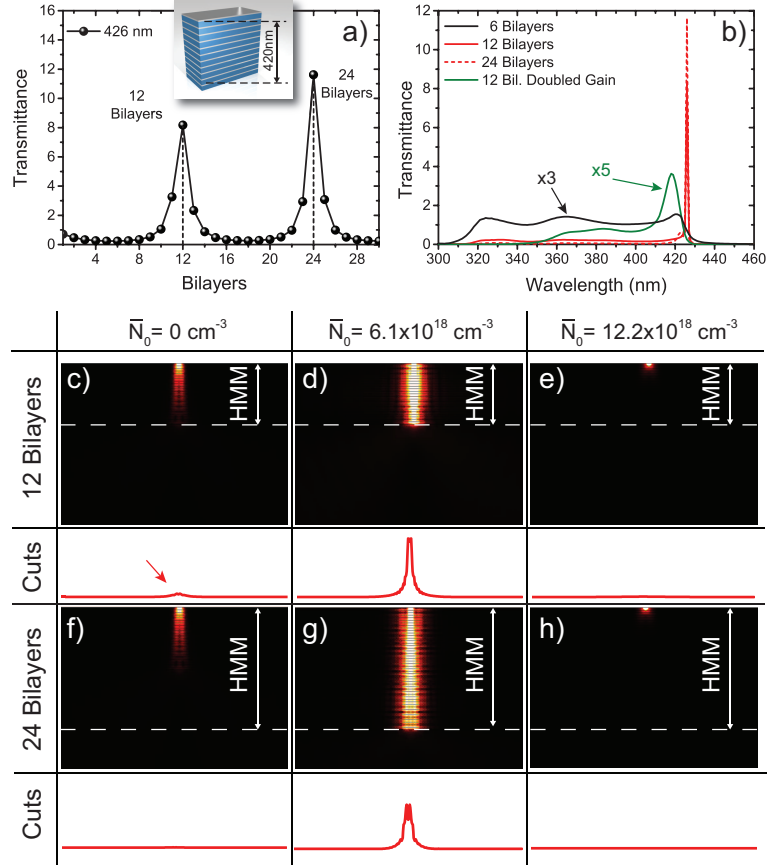 a)
426 nm
420nm
12
Bilayers
24
Bilayers
Transmittance
16
14
12
10
8
6
4
2
0
4 8 12 16 20 24 28
Bilayers
b)
6 Bilayers
12 Bilayers
24 Bilayers
12 Bil. Doubled Gain
x3
x5
Transmittance
12
10
8
6
4
2
0
300 320 340 360 380 400 420 440 460
Wavelength (nm)
N̅₀ = 0 cm⁻³
N̅₀ = 6.1x10¹⁸ cm⁻³
N̅₀ = 12.2x10¹⁸ cm⁻³
12 Bilayers
c)
HMM
d)
HMM
e)
HMM
Cuts
24 Bilayers
f)
HMM
g)
HMM
h)
HMM
Cuts